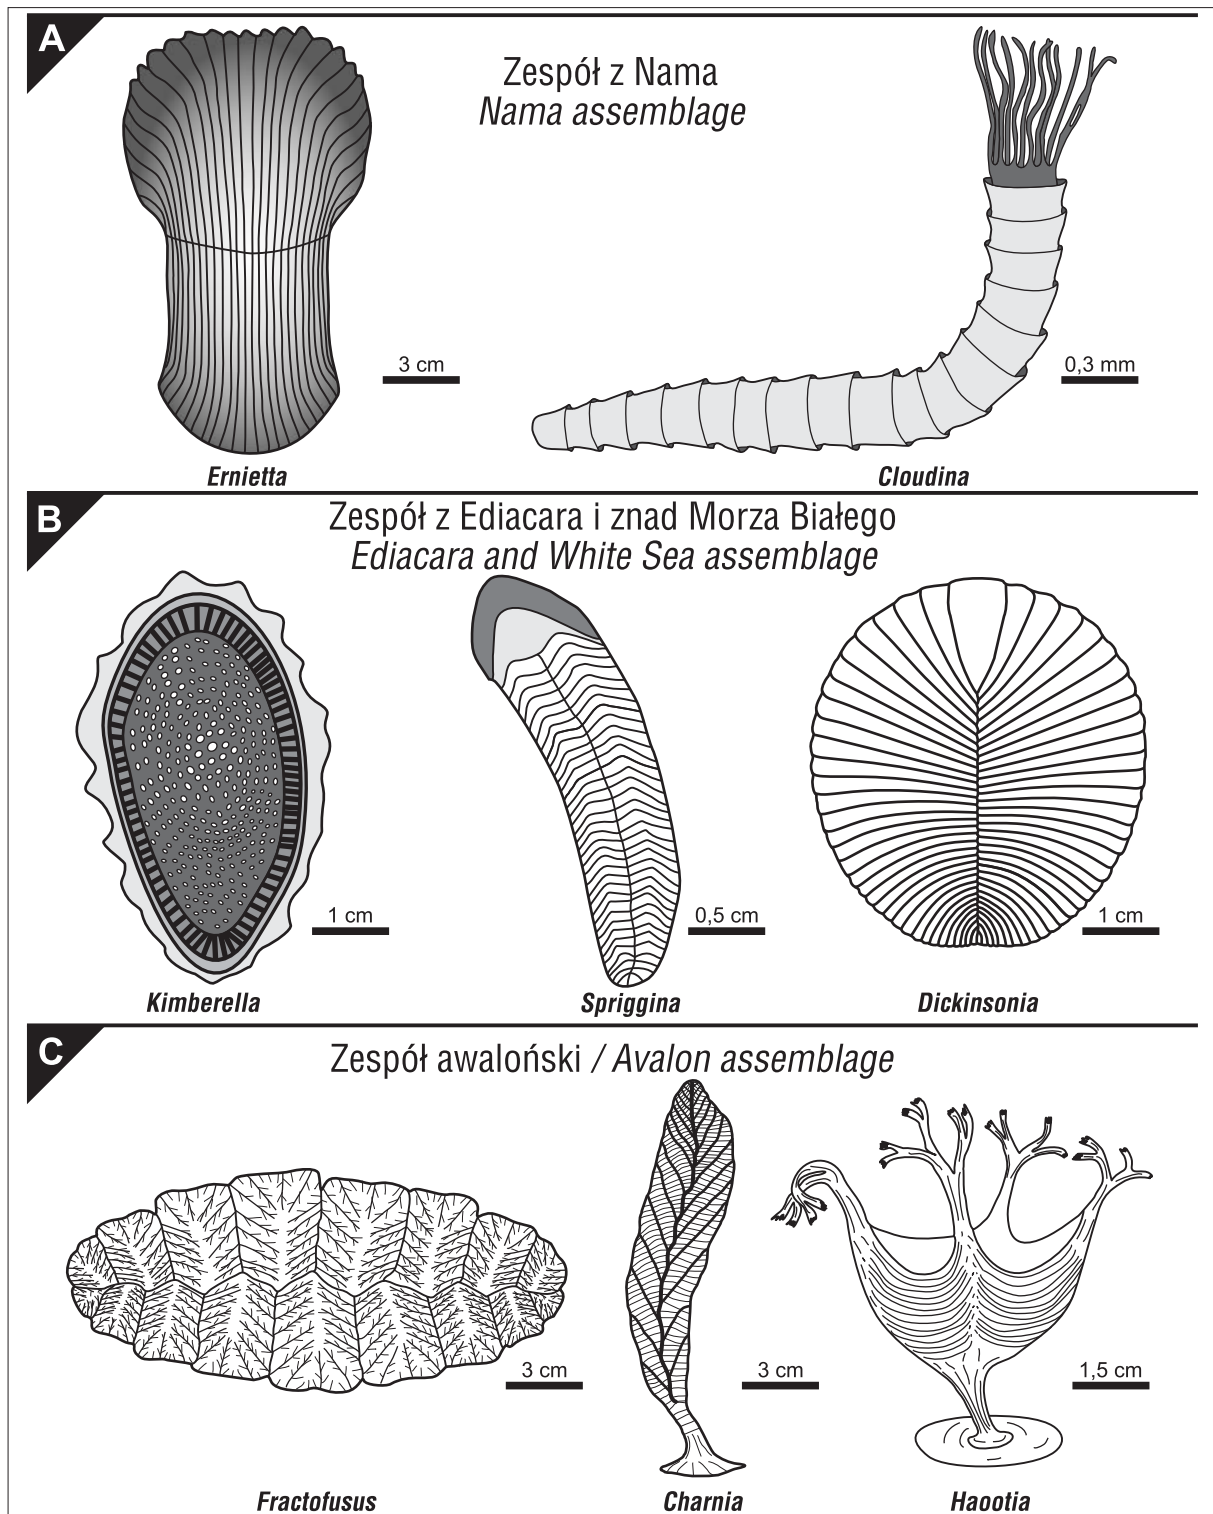 A
Zespół z Nama
Nama assemblage
3 cm
0,3 mm
Ernietta
Cloudina
B
Zespół z Ediacara i znad Morza Białego
Ediacara and White Sea assemblage
1 cm
0,5 cm
1 cm
Kimberella
Spriggina
Dickinsonia
C
Zespół awaloński / Avalon assemblage
3 cm
3 cm
1,5 cm
Fractofusus
Charnia
Haootia